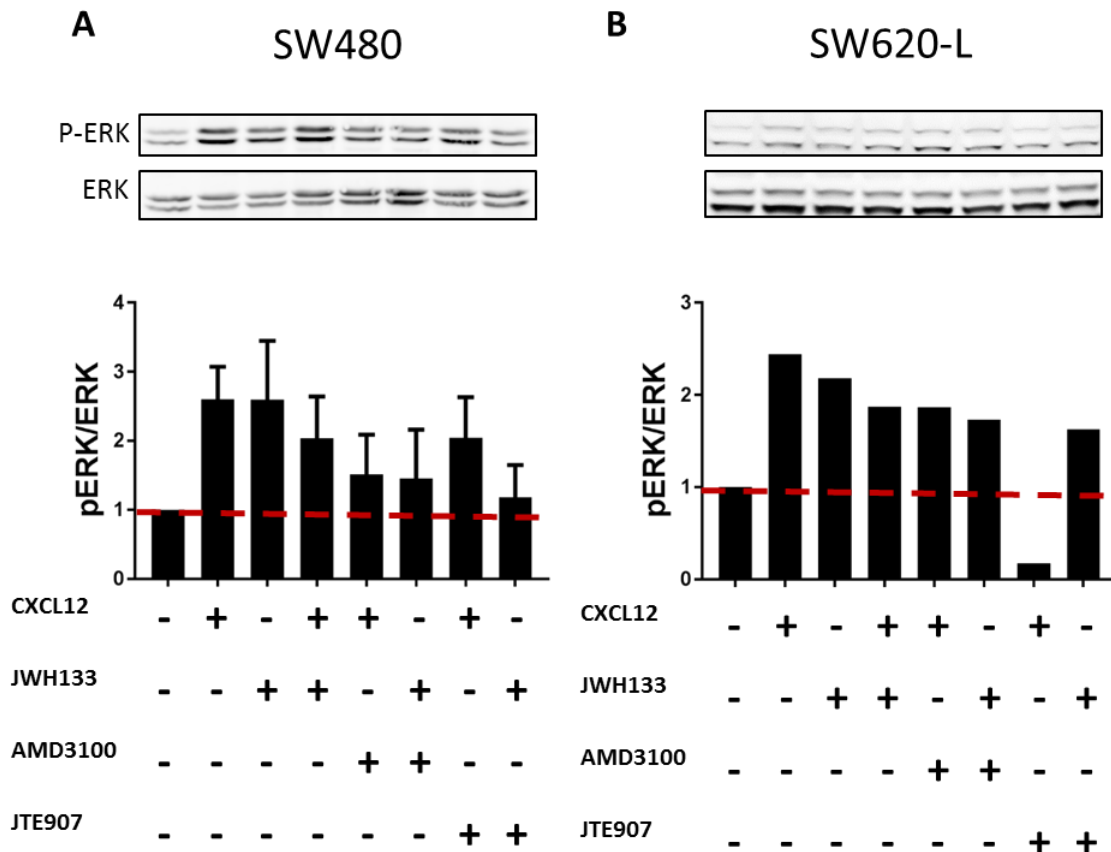 A
SW480
P-ERK
ERK
pERK/ERK
4
3
2
1
0
CXCL12 - + - + + - + -
JWH133 - - + + - + - +
AMD3100 - - - - + + - -
JTE907 - - - - - - + +
B
SW620-L
pERK/ERK
3
2
1
0
CXCL12 - + - + + - + -
JWH133 - - + + - + - +
AMD3100 - - - - + + - -
JTE907 - - - - - - + +